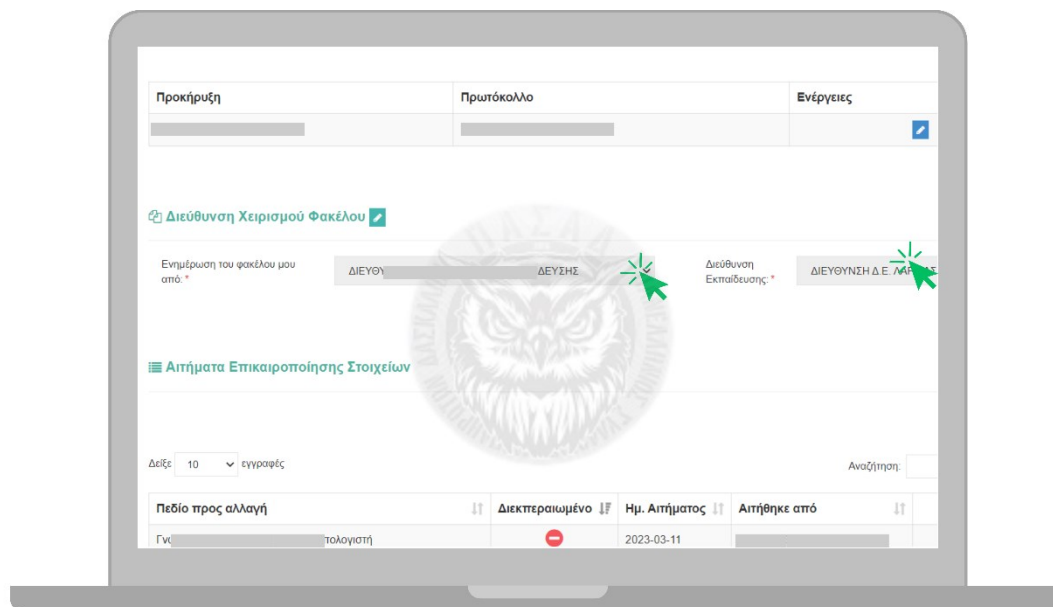 Προκήρυξη Πρωτόκολλο Ενέργειες
Διεύθυνση Χειρισμού Φακέλου
Ενημέρωση του φακέλου μου
από: *
ΔΙΕΥΘΥ ΔΕΥΣΗΣ
Διεύθυνση
Εκπαίδευσης: *
ΔΙΕΥΘΥΝΣΗ Δ.Ε.
Αιτήματα Επικαιροποίησης Στοιχείων
Δείξε 10 εγγραφές Αναζήτηση:
Πεδίο προς αλλαγή Διεκπεραιωμένο Ημ. Αιτήματος Αιτήθηκε από
τολογιστή 2023-03-11